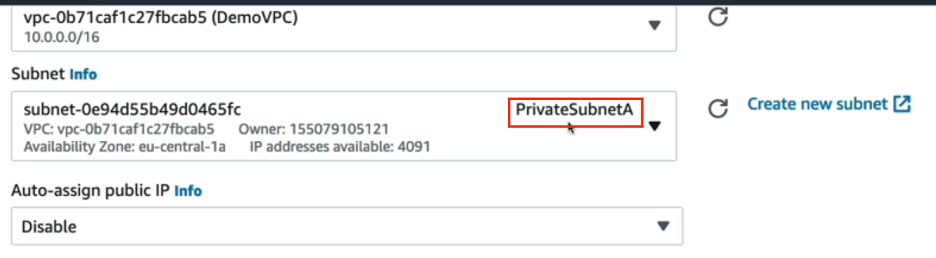 vpc-0b71caf1c27fbcab5 (DemoVPC)
10.0.0.0/16
Subnet Info
subnet-0e94d55b49d0465fc PrivateSubnetA
VPC: vpc-0b71caf1c27fbcab5 Owner: 155079105121
Availability Zone: eu-central-1a IP addresses available: 4091
Create new subnet
Auto-assign public IP Info
Disable